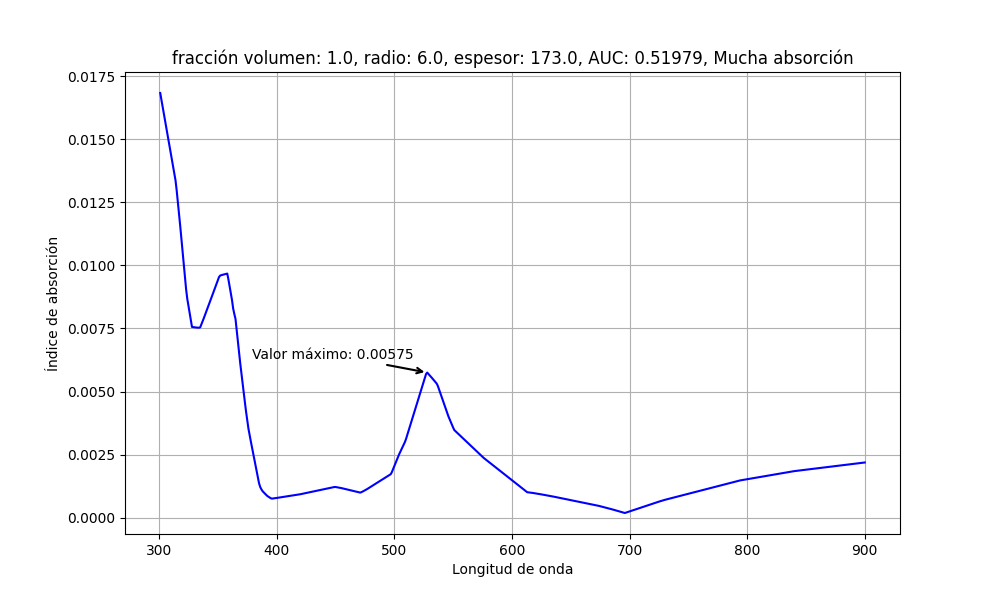 fracción volumen: 1.0, radio: 6.0, espesor: 173.0, AUC: 0.51979, Mucha absorción
0.0175
0.0150
0.0125
0.0100
0.0075
0.0050
0.0025
0.0000
Índice de absorción
Valor máximo: 0.00575
300 400 500 600 700 800 900
Longitud de onda